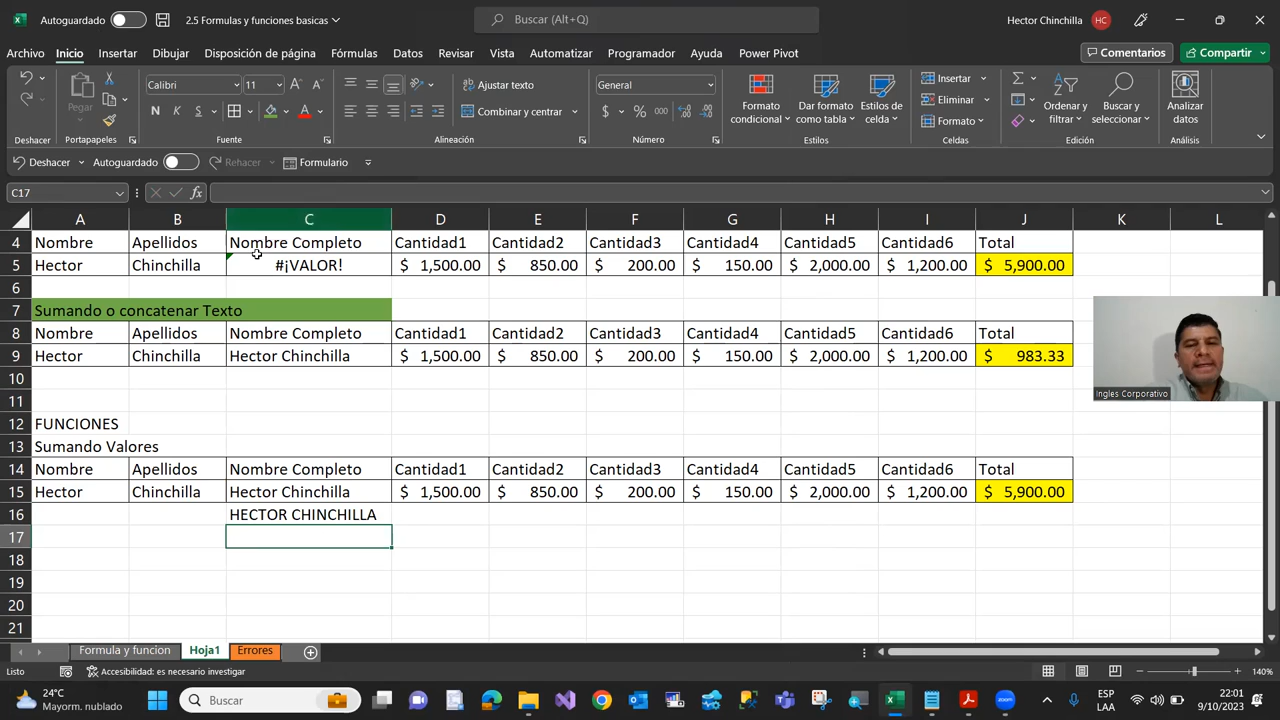 Autoguardado
2.5 Formulas y funciones basicas
Buscar (Alt+Q)
Hector Chinchilla
HC
Archivo Inicio Insertar Dibujar Disposición de página Fórmulas Datos Revisar Vista Automatizar Programador Ayuda Power Pivot
Comentarios
Compartir
Pegar
Calibri
11
N K S
Ajustar texto
Combinar y centrar
General
$ % 000
Formato condicional
Dar formato como tabla
Estilos de celda
Insertar
Eliminar
Formato
Ordenar y filtrar
Buscar y seleccionar
Analizar datos
Deshacer Portapapeles Fuente Alineación Número Estilos Celdas Edición Análisis
Deshacer Autoguardado Rehacer Formulario
C17
fx
A B C D E F G H I J K L
4 Nombre Apellidos Nombre Completo Cantidad1 Cantidad2 Cantidad3 Cantidad4 Cantidad5 Cantidad6 Total
5 Hector Chinchilla #¡VALOR! $ 1,500.00 $ 850.00 $ 200.00 $ 150.00 $ 2,000.00 $ 1,200.00 $ 5,900.00
6
7 Sumando o concatenar Texto
8 Nombre Apellidos Nombre Completo Cantidad1 Cantidad2 Cantidad3 Cantidad4 Cantidad5 Cantidad6 Total
9 Hector Chinchilla Hector Chinchilla $ 1,500.00 $ 850.00 $ 200.00 $ 150.00 $ 2,000.00 $ 1,200.00 $ 983.33
10
11
12 FUNCIONES
13 Sumando Valores
14 Nombre Apellidos Nombre Completo Cantidad1 Cantidad2 Cantidad3 Cantidad4 Cantidad5 Cantidad6 Total
15 Hector Chinchilla Hector Chinchilla $ 1,500.00 $ 850.00 $ 200.00 $ 150.00 $ 2,000.00 $ 1,200.00 $ 5,900.00
16 HECTOR CHINCHILLA
17
18
19
20
21
Ingles Corporativo
Formula y funcion Hoja1 Errores
Listo
Accesibilidad: es necesario investigar
140%
24°C
Mayorm. nublado
Buscar
ESP
LAA
22:01
9/10/2023